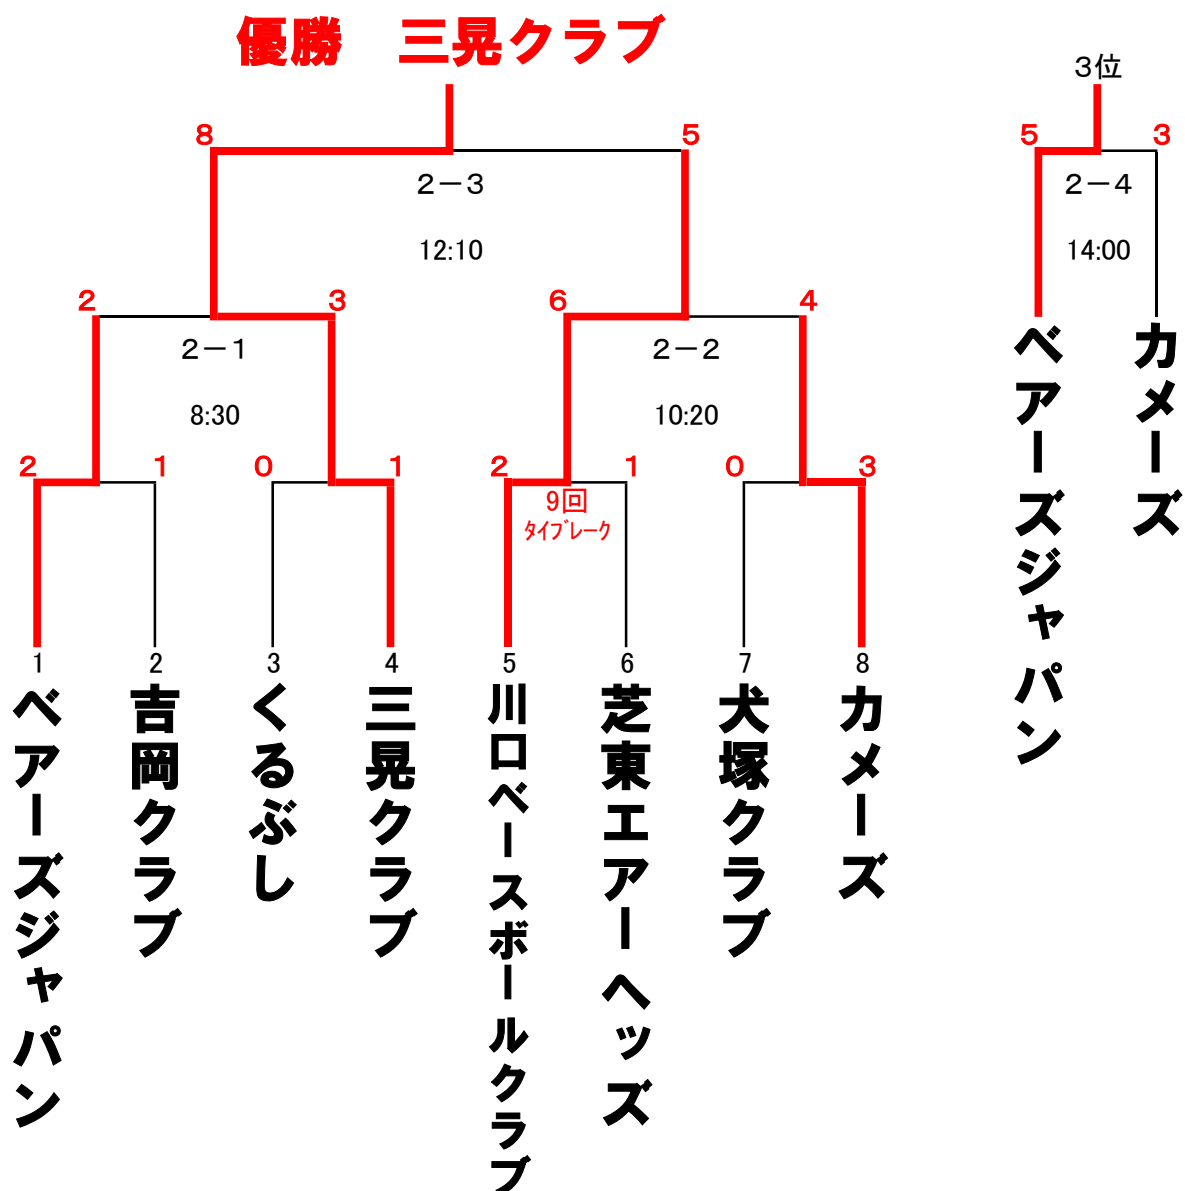 優勝　三晃クラブ
3位
8
5
5
3
2－3
2－4
12:10
14:00
2
3
6
4
2－1
2－2
8:30
10:20
2
1
0
1
2
1
0
3
9回
ﾀｲﾌﾞﾚｰｸ
ベアーズジャパン
カメーズ
1
2
3
4
5
6
7
8
ベアーズジャパン
吉岡クラブ
くるぶし
三晃クラブ
川口ベースボールクラブ
芝東エアーヘッズ
犬塚クラブ
カメーズ